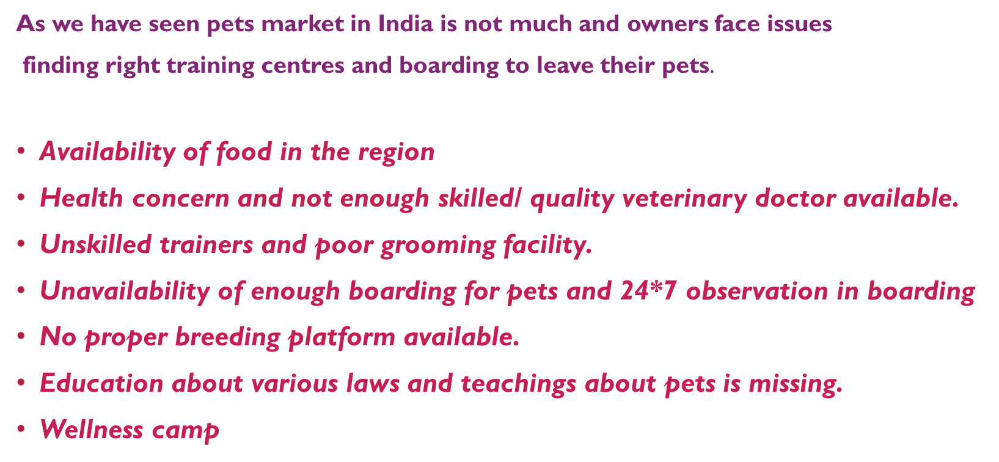 As we have seen pets market in India is not much and owners face issues
finding right training centres and boarding to leave their pets.
• Availability of food in the region
• Health concern and not enough skilled/ quality veterinary doctor available.
• Unskilled trainers and poor grooming facility.
• Unavailability of enough boarding for pets and 24*7 observation in boarding
• No proper breeding platform available.
• Education about various laws and teachings about pets is missing.
• Wellness camp